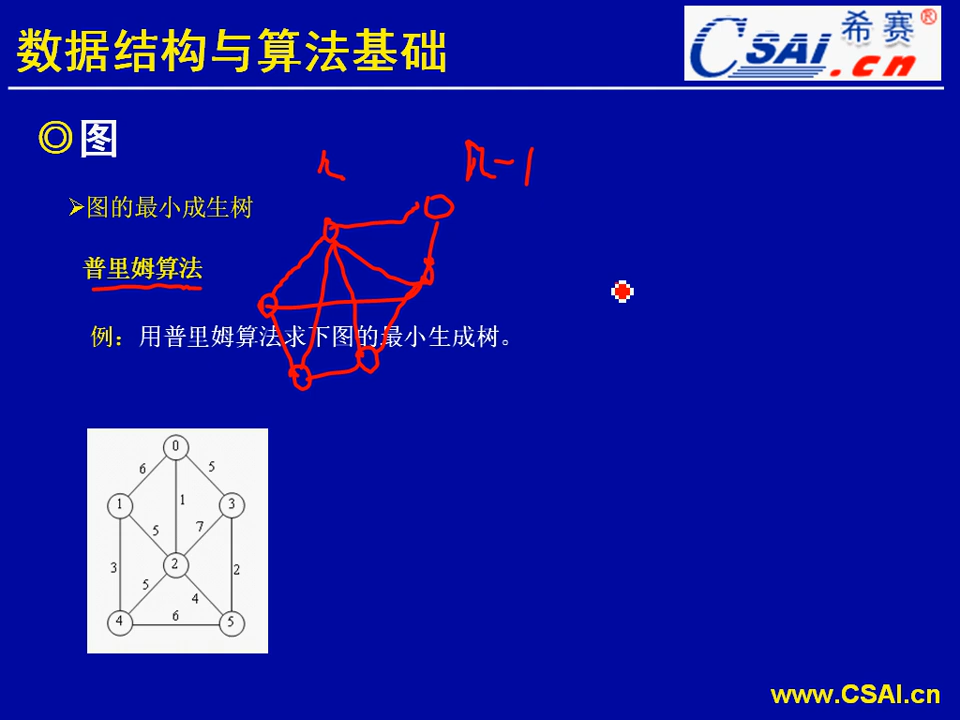 数据结构与算法基础
CSAI.cn 希赛®
◎图
n n-1
➢图的最小成生树
普里姆算法
例：用普里姆算法求下图的最小生成树。
0
6 5
1 1 3
5 7
2
3 2
5 4
4 6 5
www.CSAI.cn